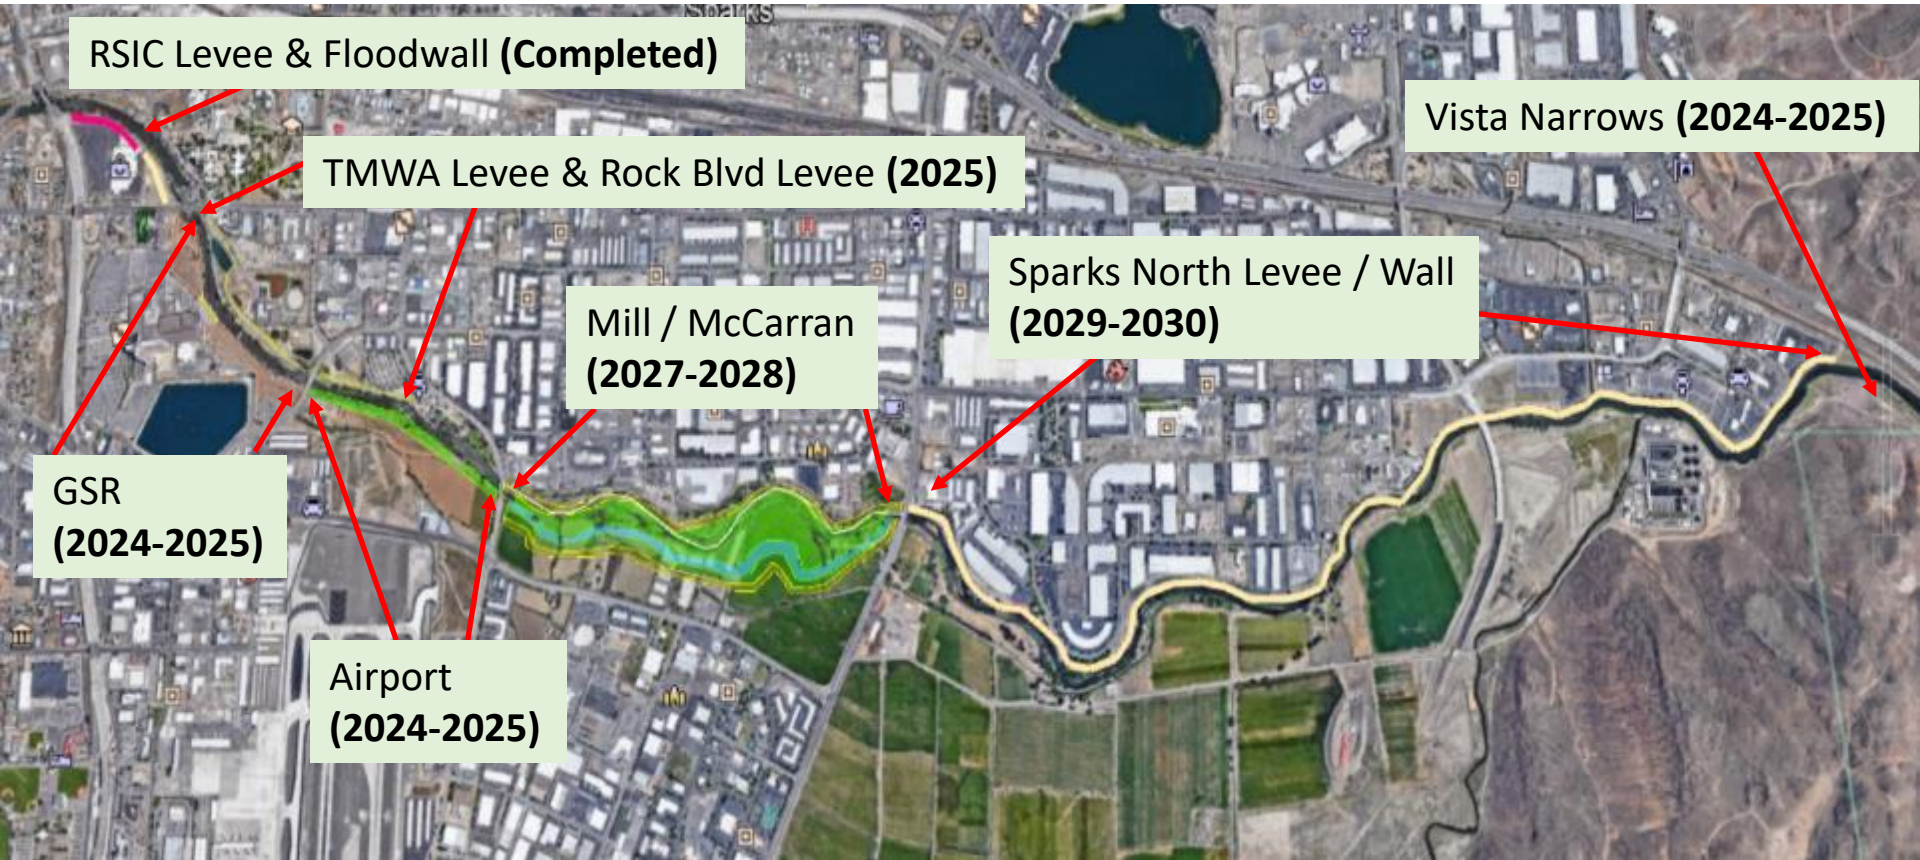 Sparks
RSIC Levee & Floodwall (Completed)
Vista Narrows (2024-2025)
TMWA Levee & Rock Blvd Levee (2025)
Sparks North Levee / Wall
(2029-2030)
Mill / McCarran
(2027-2028)
GSR
(2024-2025)
Airport
(2024-2025)